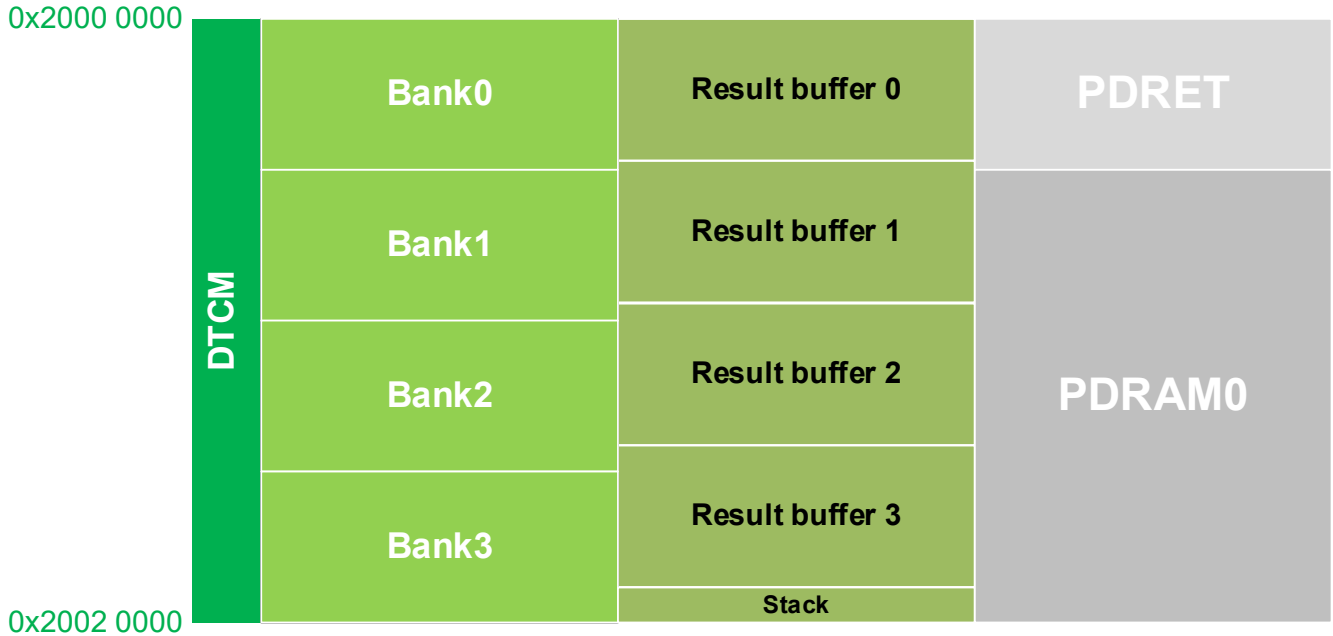 0x2000 0000
DTCM
Bank0
Result buffer 0
PDRET
Bank1
Result buffer 1
Bank2
Result buffer 2
PDRAM0
Bank3
Result buffer 3
Stack
0x2002 0000